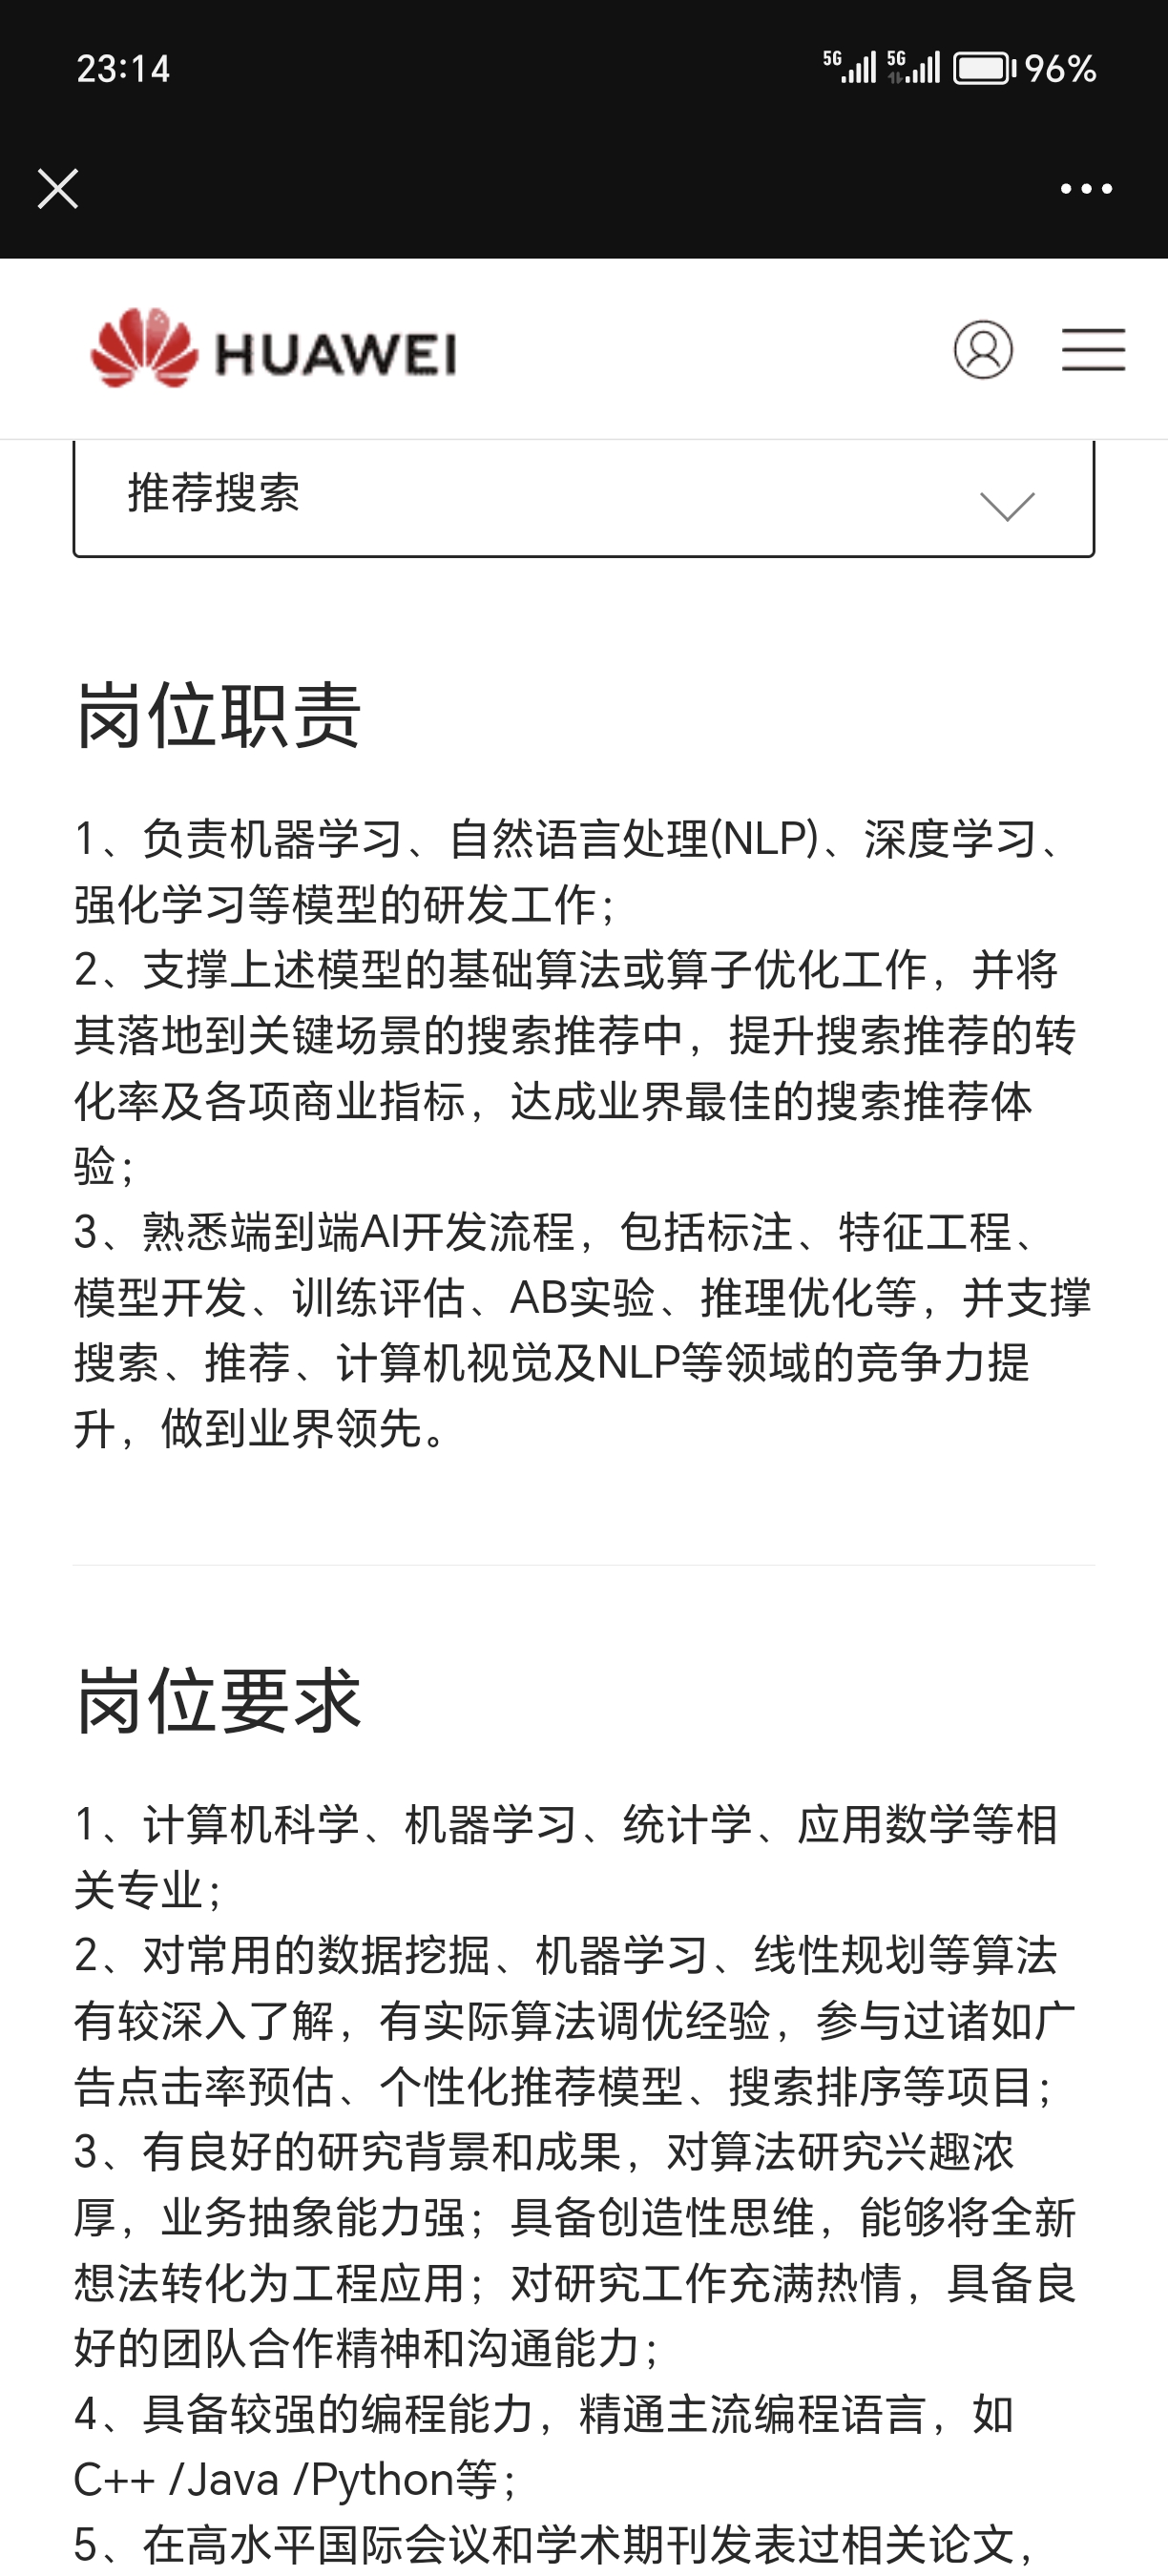 23:14
5G 5G 96%
HUAWEI
推荐搜索
岗位职责
1、负责机器学习、自然语言处理(NLP)、深度学习、
强化学习等模型的研发工作；
2、支撑上述模型的基础算法或算子优化工作，并将
其落地到关键场景的搜索推荐中，提升搜索推荐的转
化率及各项商业指标，达成业界最佳的搜索推荐体
验；
3、熟悉端到端AI开发流程，包括标注、特征工程、
模型开发、训练评估、AB实验、推理优化等，并支撑
搜索、推荐、计算机视觉及NLP等领域的竞争力提
升，做到业界领先。
岗位要求
1、计算机科学、机器学习、统计学、应用数学等相
关专业；
2、对常用的数据挖掘、机器学习、线性规划等算法
有较深入了解，有实际算法调优经验，参与过诸如广
告点击率预估、个性化推荐模型、搜索排序等项目；
3、有良好的研究背景和成果，对算法研究兴趣浓
厚，业务抽象能力强；具备创造性思维，能够将全新
想法转化为工程应用；对研究工作充满热情，具备良
好的团队合作精神和沟通能力；
4、具备较强的编程能力，精通主流编程语言，如
C++ /Java /Python等；
5、在高水平国际会议和学术期刊发表过相关论文，